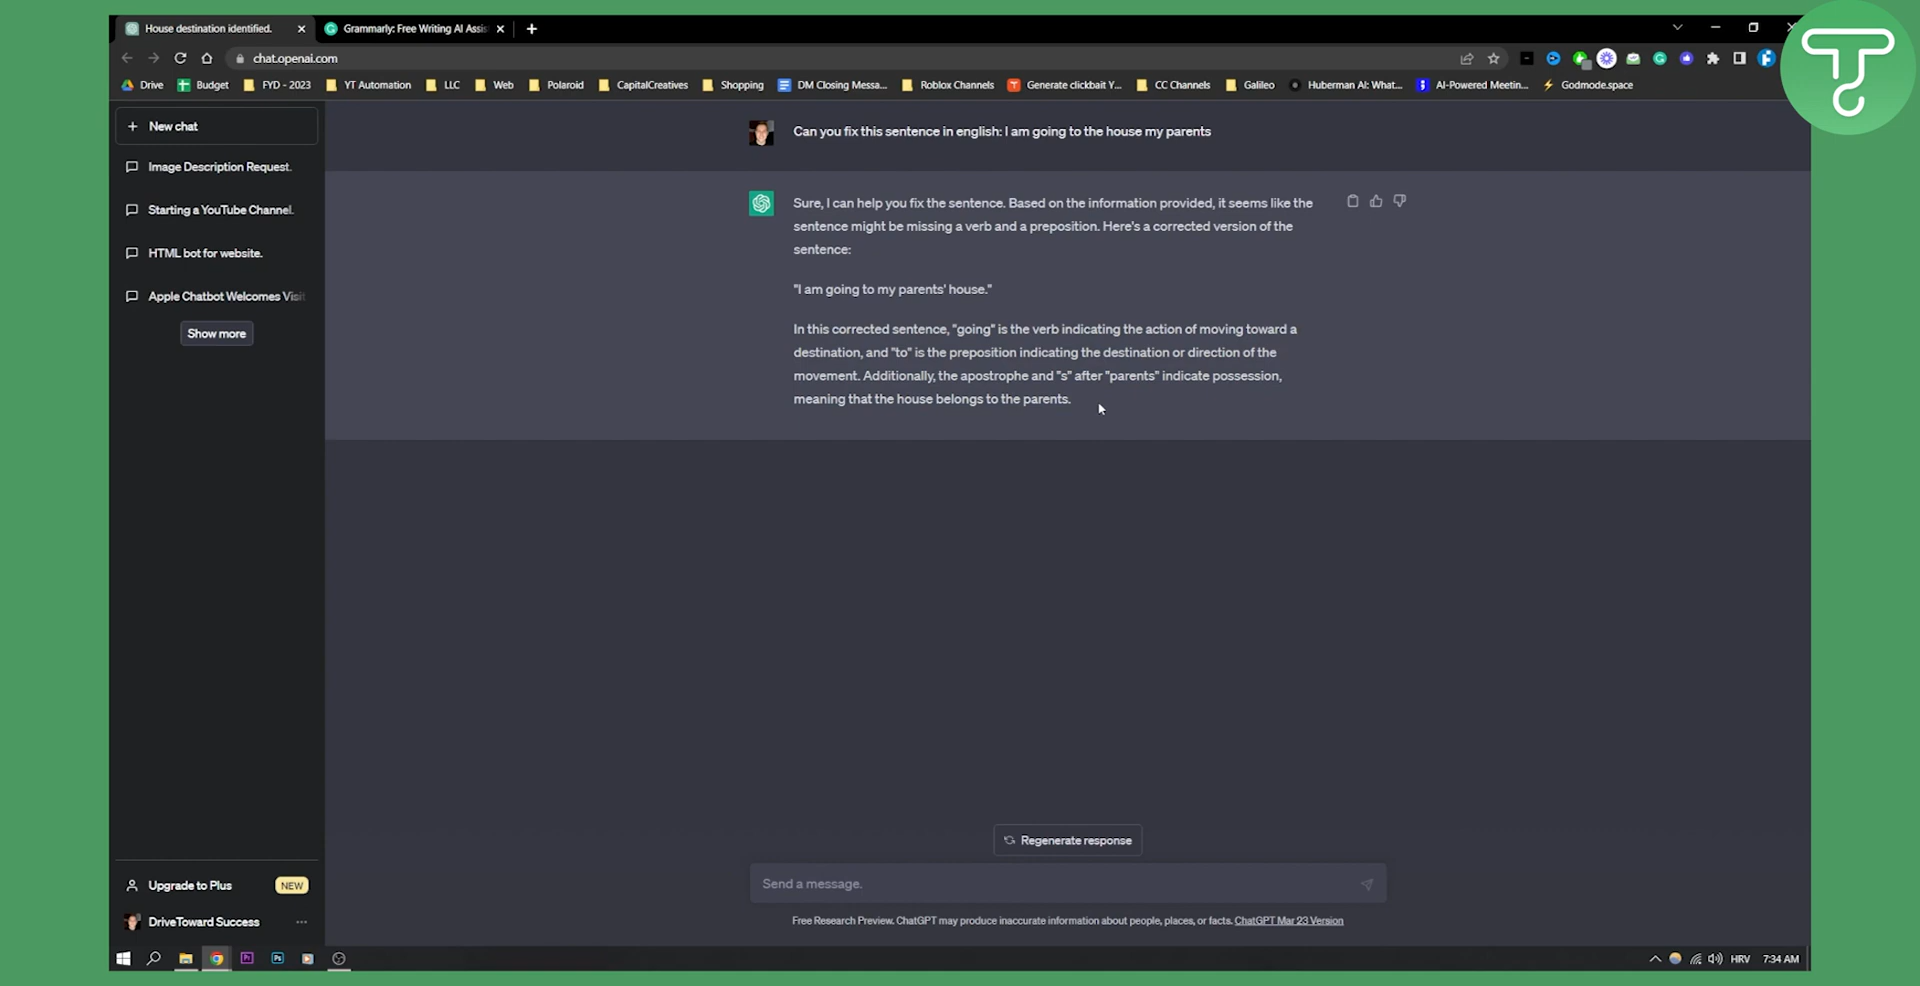 House destination identified.
Grammarly: Free Writing AI Assis
chat.openai.com
Drive Budget FYD - 2023 YT Automation LLC Web Polaroid CapitalCreatives Shopping DM Closing Messa... Roblox Channels Generate clickbait Y... CC Channels Galileo Huberman AI: What... AI-Powered Meetin... Godmode.space
New chat
Image Description Request.
Starting a YouTube Channel.
HTML bot for website.
Apple Chatbot Welcomes Visit
Show more
Upgrade to Plus NEW
DriveToward Success
Can you fix this sentence in english: I am going to the house my parents
Sure, I can help you fix the sentence. Based on the information provided, it seems like the
sentence might be missing a verb and a preposition. Here's a corrected version of the
sentence:
"I am going to my parents' house."
In this corrected sentence, "going" is the verb indicating the action of moving toward a
destination, and "to" is the preposition indicating the destination or direction of the
movement. Additionally, the apostrophe and "s" after "parents" indicate possession,
meaning that the house belongs to the parents.
Regenerate response
Send a message.
Free Research Preview. ChatGPT may produce inaccurate information about people, places, or facts. ChatGPT Mar 23 Version
Pr Ps
HRV 7:34 AM